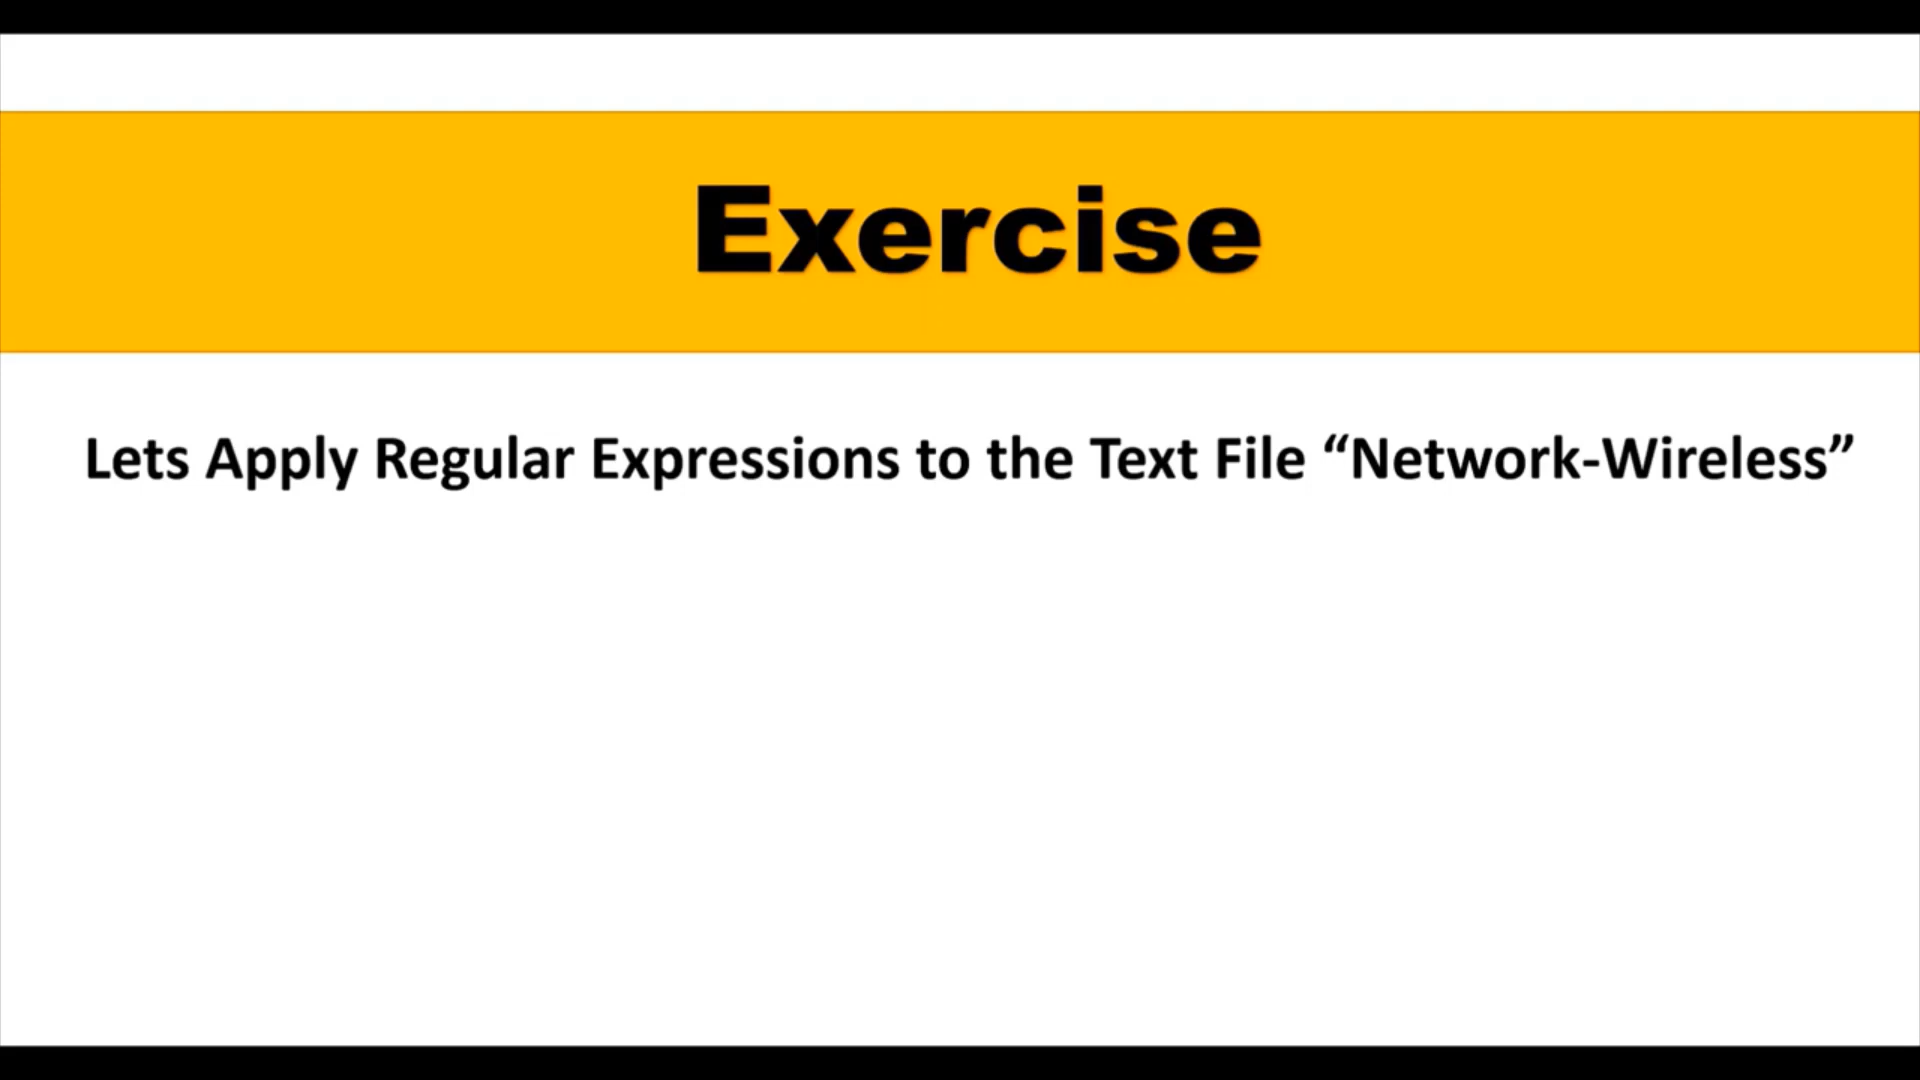 Exercise
Lets Apply Regular Expressions to the Text File “Network-Wireless”